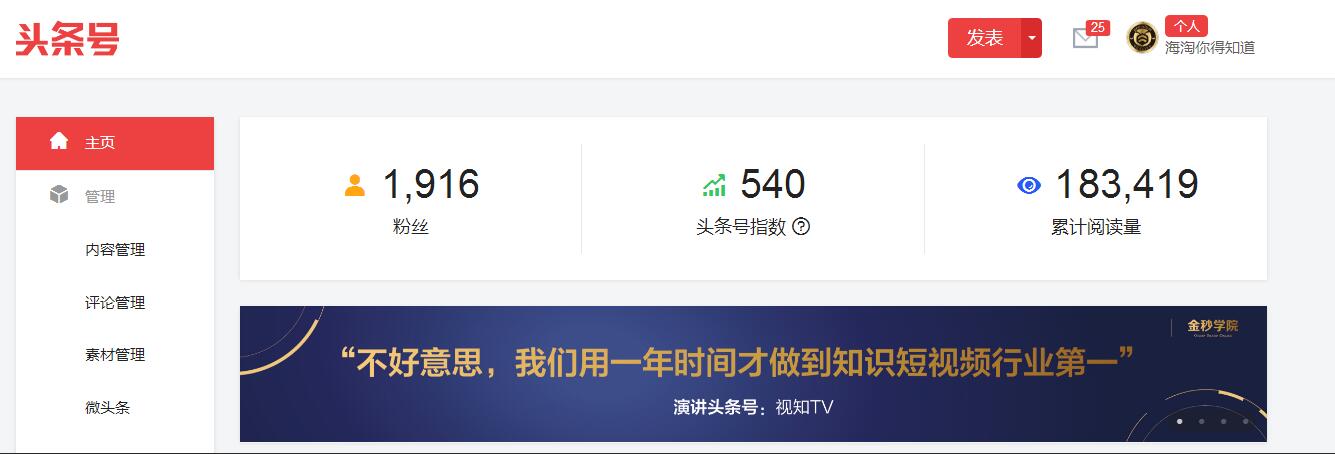 头条号
发表
25
个人
海淘你得知道
主页
管理
内容管理
评论管理
素材管理
微头条
1,916
粉丝
540
头条号指数
183,419
累计阅读量
金秒学院
“不好意思，我们用一年时间才做到知识短视频行业第一”
演讲头条号：视知TV